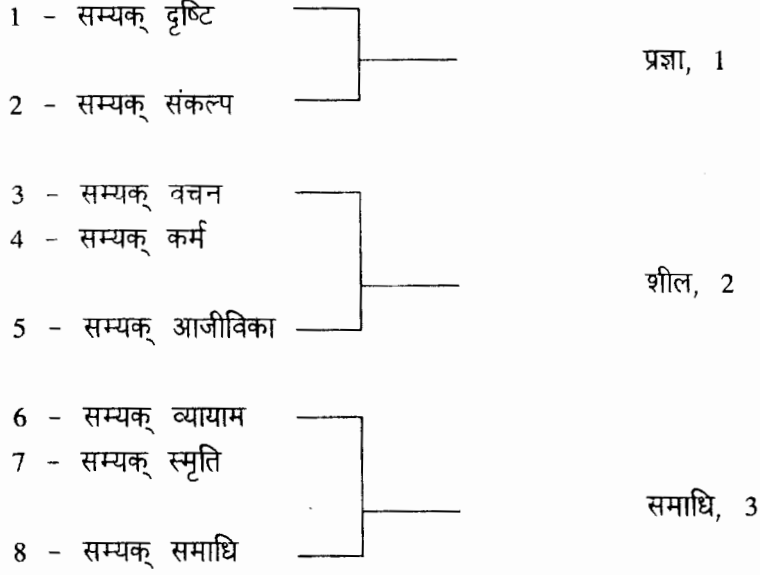 1 - सम्यक् दृष्टि
प्रज्ञा, 1
2 - सम्यक् संकल्प
3 - सम्यक् वचन
4 - सम्यक् कर्म
शील, 2
5 - सम्यक् आजीविका
6 - सम्यक् व्यायाम
7 - सम्यक् स्मृति
समाधि, 3
8 - सम्यक् समाधि